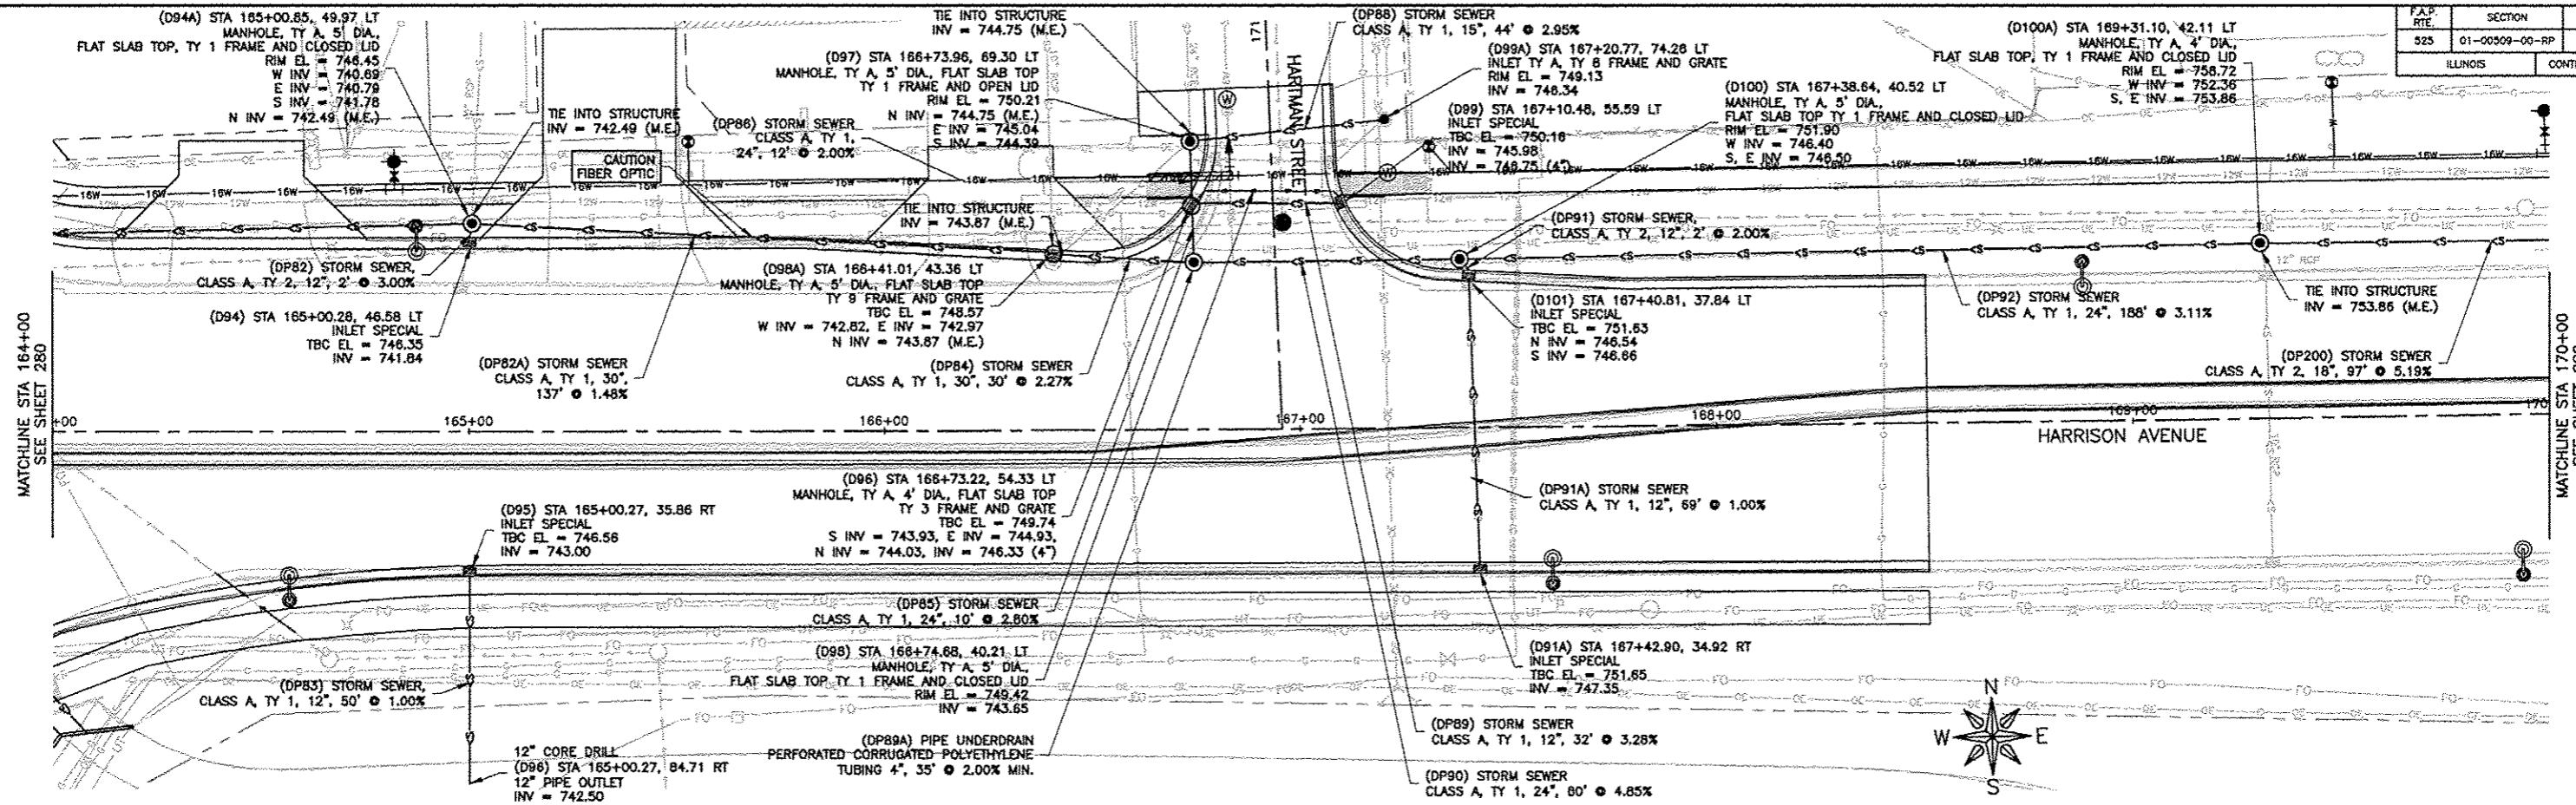 (D94A) STA 165+00.85, 49.97 LT
MANHOLE, TY A, 5' DIA.,
FLAT SLAB TOP, TY 1 FRAME AND CLOSED LID
RIM EL = 746.45
W INV = 740.69
E INV = 740.79
S INV = 741.78
N INV = 742.49 (M.E.)
TIE INTO STRUCTURE
INV = 742.49 (M.E.)
CAUTION
FIBER OPTIC
(DP86) STORM SEWER
CLASS A, TY 1,
24", 12' @ 2.00%
TIE INTO STRUCTURE
INV = 744.75 (M.E.)
(D97) STA 166+73.96, 69.30 LT
MANHOLE, TY A, 5' DIA., FLAT SLAB TOP
TY 1 FRAME AND OPEN LID
RIM EL = 750.21
N INV = 744.75 (M.E.)
E INV = 745.04
S INV = 744.39
TIE INTO STRUCTURE
INV = 743.87 (M.E.)
171
HARTMAN STREET
(DP88) STORM SEWER
CLASS A, TY 1, 15", 44' @ 2.95%
(D99A) STA 167+20.77, 74.26 LT
INLET TY A, TY 8 FRAME AND GRATE
RIM EL = 749.13
INV = 746.34
(D99) STA 167+10.48, 55.59 LT
INLET SPECIAL
TBC EL = 750.16
INV = 745.98
INV = 746.75 (4")
(D100) STA 167+38.64, 40.52 LT
MANHOLE, TY A, 5' DIA.,
FLAT SLAB TOP TY 1 FRAME AND CLOSED LID
RIM EL = 751.90
W INV = 746.40
S, E INV = 746.50
(D100A) STA 169+31.10, 42.11 LT
MANHOLE, TY A, 4' DIA.,
FLAT SLAB TOP, TY 1 FRAME AND CLOSED LID
RIM EL = 758.72
W INV = 752.36
S, E INV = 753.86
F.A.P. RTE.
SECTION
525
01-00509-00-RP
ILLINOIS
(DP91) STORM SEWER,
CLASS A, TY 2, 12", 2' @ 2.00%
(DP82) STORM SEWER,
CLASS A, TY 2, 12", 2' @ 3.00%
(D94) STA 165+00.28, 46.58 LT
INLET SPECIAL
TBC EL = 746.35
INV = 741.84
(DP82A) STORM SEWER
CLASS A, TY 1, 30",
137' @ 1.48%
(D98A) STA 166+41.01, 43.36 LT
MANHOLE, TY A, 5' DIA., FLAT SLAB TOP
TY 9 FRAME AND GRATE
TBC EL = 748.57
W INV = 742.82, E INV = 742.97
N INV = 743.87 (M.E.)
(DP84) STORM SEWER
CLASS A, TY 1, 30", 30' @ 2.27%
(D101) STA 167+40.81, 37.84 LT
INLET SPECIAL
TBC EL = 751.63
N INV = 746.54
S INV = 746.66
(DP92) STORM SEWER
CLASS A, TY 1, 24", 188' @ 3.11%
12" RCP
TIE INTO STRUCTURE
INV = 753.86 (M.E.)
(DP200) STORM SEWER
CLASS A, TY 2, 18", 97' @ 5.19%
MATCHLINE STA 164+00
SEE SHEET 280
MATCHLINE STA 170+00
+00
165+00
166+00
167+00
168+00
169+00
170
HARRISON AVENUE
(D96) STA 166+73.22, 54.33 LT
MANHOLE, TY A, 4' DIA., FLAT SLAB TOP
TY 3 FRAME AND GRATE
TBC EL = 749.74
S INV = 743.93, E INV = 744.93,
N INV = 744.03, INV = 746.33 (4")
(D95) STA 165+00.27, 35.86 RT
INLET SPECIAL
TBC EL = 746.56
INV = 743.00
(DP91A) STORM SEWER
CLASS A, TY 1, 12", 69' @ 1.00%
(DP85) STORM SEWER
CLASS A, TY 1, 24", 10' @ 2.80%
(D98) STA 166+74.68, 40.21 LT
MANHOLE, TY A, 5' DIA.,
FLAT SLAB TOP TY 1 FRAME AND CLOSED LID
RIM EL = 749.42
INV = 743.65
(D91A) STA 167+42.90, 34.92 RT
INLET SPECIAL
TBC EL = 751.65
INV = 747.35
(DP83) STORM SEWER,
CLASS A, TY 1, 12", 50' @ 1.00%
12" CORE DRILL
(D96) STA 165+00.27, 84.71 RT
12" PIPE OUTLET
INV = 742.50
(DP89A) PIPE UNDERDRAIN
PERFORATED CORRUGATED POLYETHYLENE
TUBING 4", 35' @ 2.00% MIN.
(DP89) STORM SEWER
CLASS A, TY 1, 12", 32' @ 3.28%
(DP90) STORM SEWER
CLASS A, TY 1, 24", 80' @ 4.85%
N
W
E
S